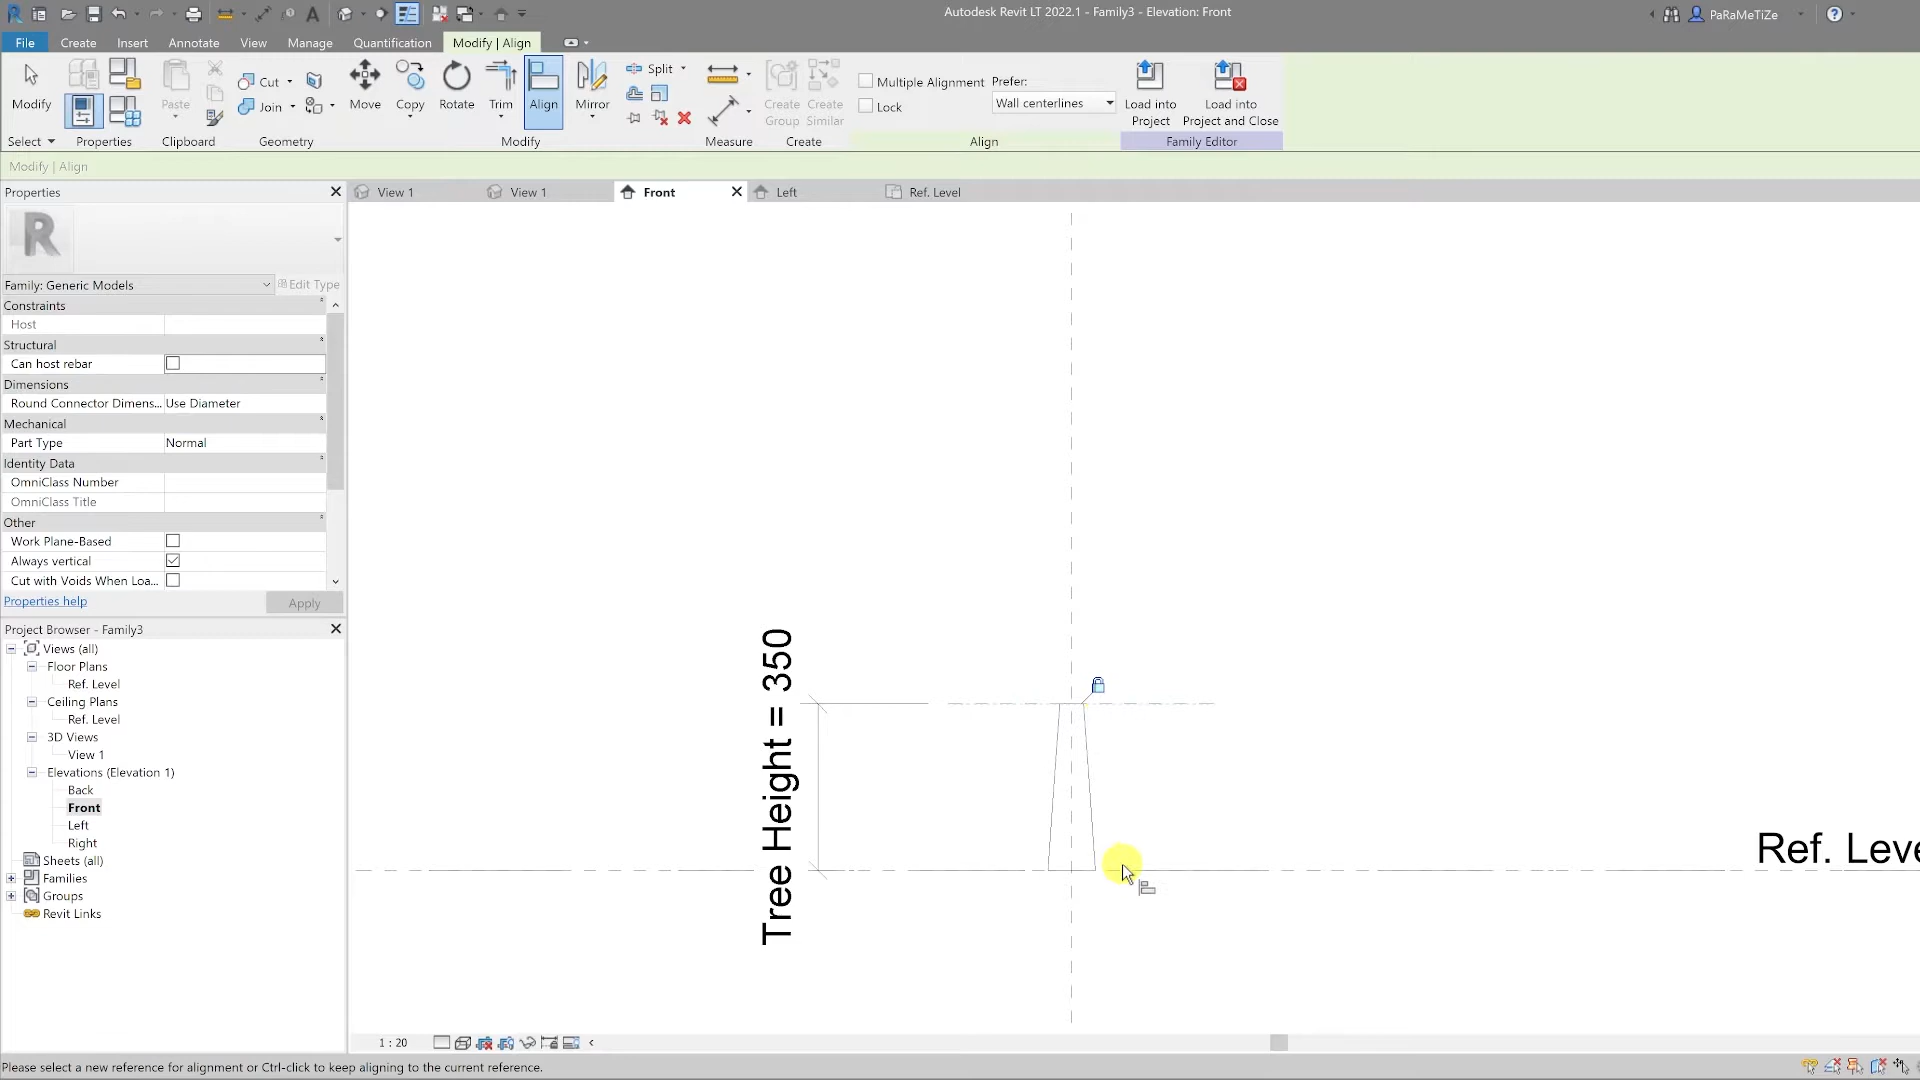 Autodesk Revit LT 2022.1 - Family3 - Elevation: Front
PaRaMeTiZe
File
Create
Insert
Annotate
View
Manage
Quantification
Modify | Align
Modify
Paste
Cut
Join
Move
Copy
Rotate
Trim
Align
Mirror
Split
Create
Group
Create
Similar
Multiple Alignment
Lock
Prefer:
Wall centerlines
Load into
Project
Load into
Project and Close
Select
Properties
Clipboard
Geometry
Modify
Measure
Create
Align
Family Editor
Modify | Align
Properties
View 1
View 1
Front
Left
Ref. Level
Family: Generic Models
Edit Type
Constraints
Host
Structural
Can host rebar
Dimensions
Round Connector Dimens... Use Diameter
Mechanical
Part Type Normal
Identity Data
OmniClass Number
OmniClass Title
Other
Work Plane-Based
Always vertical
Cut with Voids When Loa...
Properties help
Apply
Project Browser - Family3
Views (all)
Floor Plans
Ref. Level
Ceiling Plans
Ref. Level
3D Views
View 1
Elevations (Elevation 1)
Back
Front
Left
Right
Sheets (all)
Families
Groups
Revit Links
Tree Height = 350
Ref. Leve
1 : 20
Please select a new reference for alignment or Ctrl-click to keep aligning to the current reference.